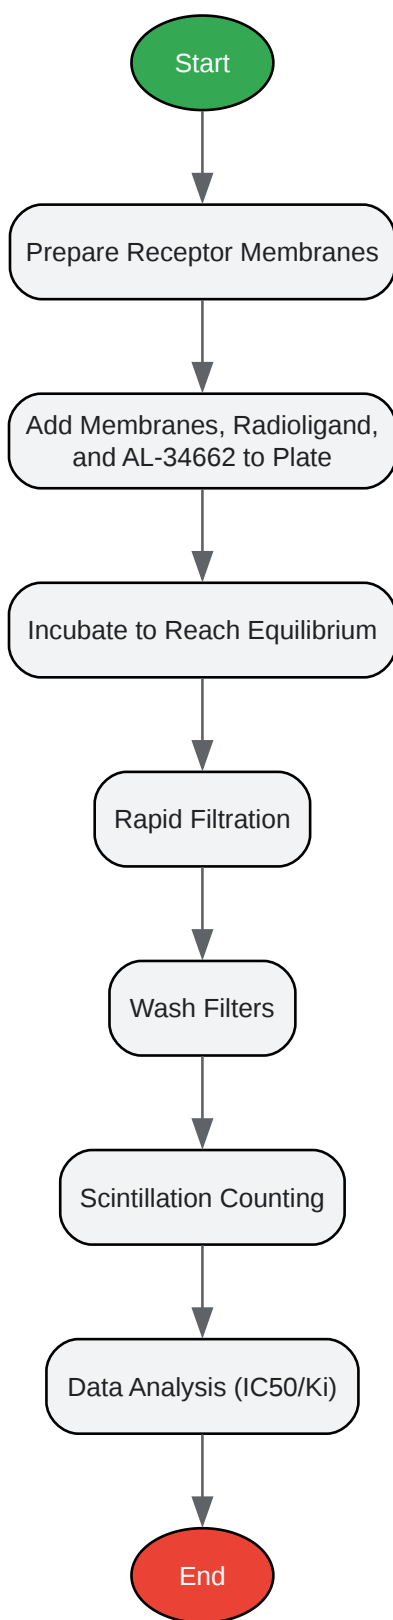 Start
Prepare Receptor Membranes
Add Membranes, Radioligand,
and AL-34662 to Plate
Incubate to Reach Equilibrium
Rapid Filtration
Wash Filters
Scintillation Counting
Data Analysis (IC50/Ki)
End